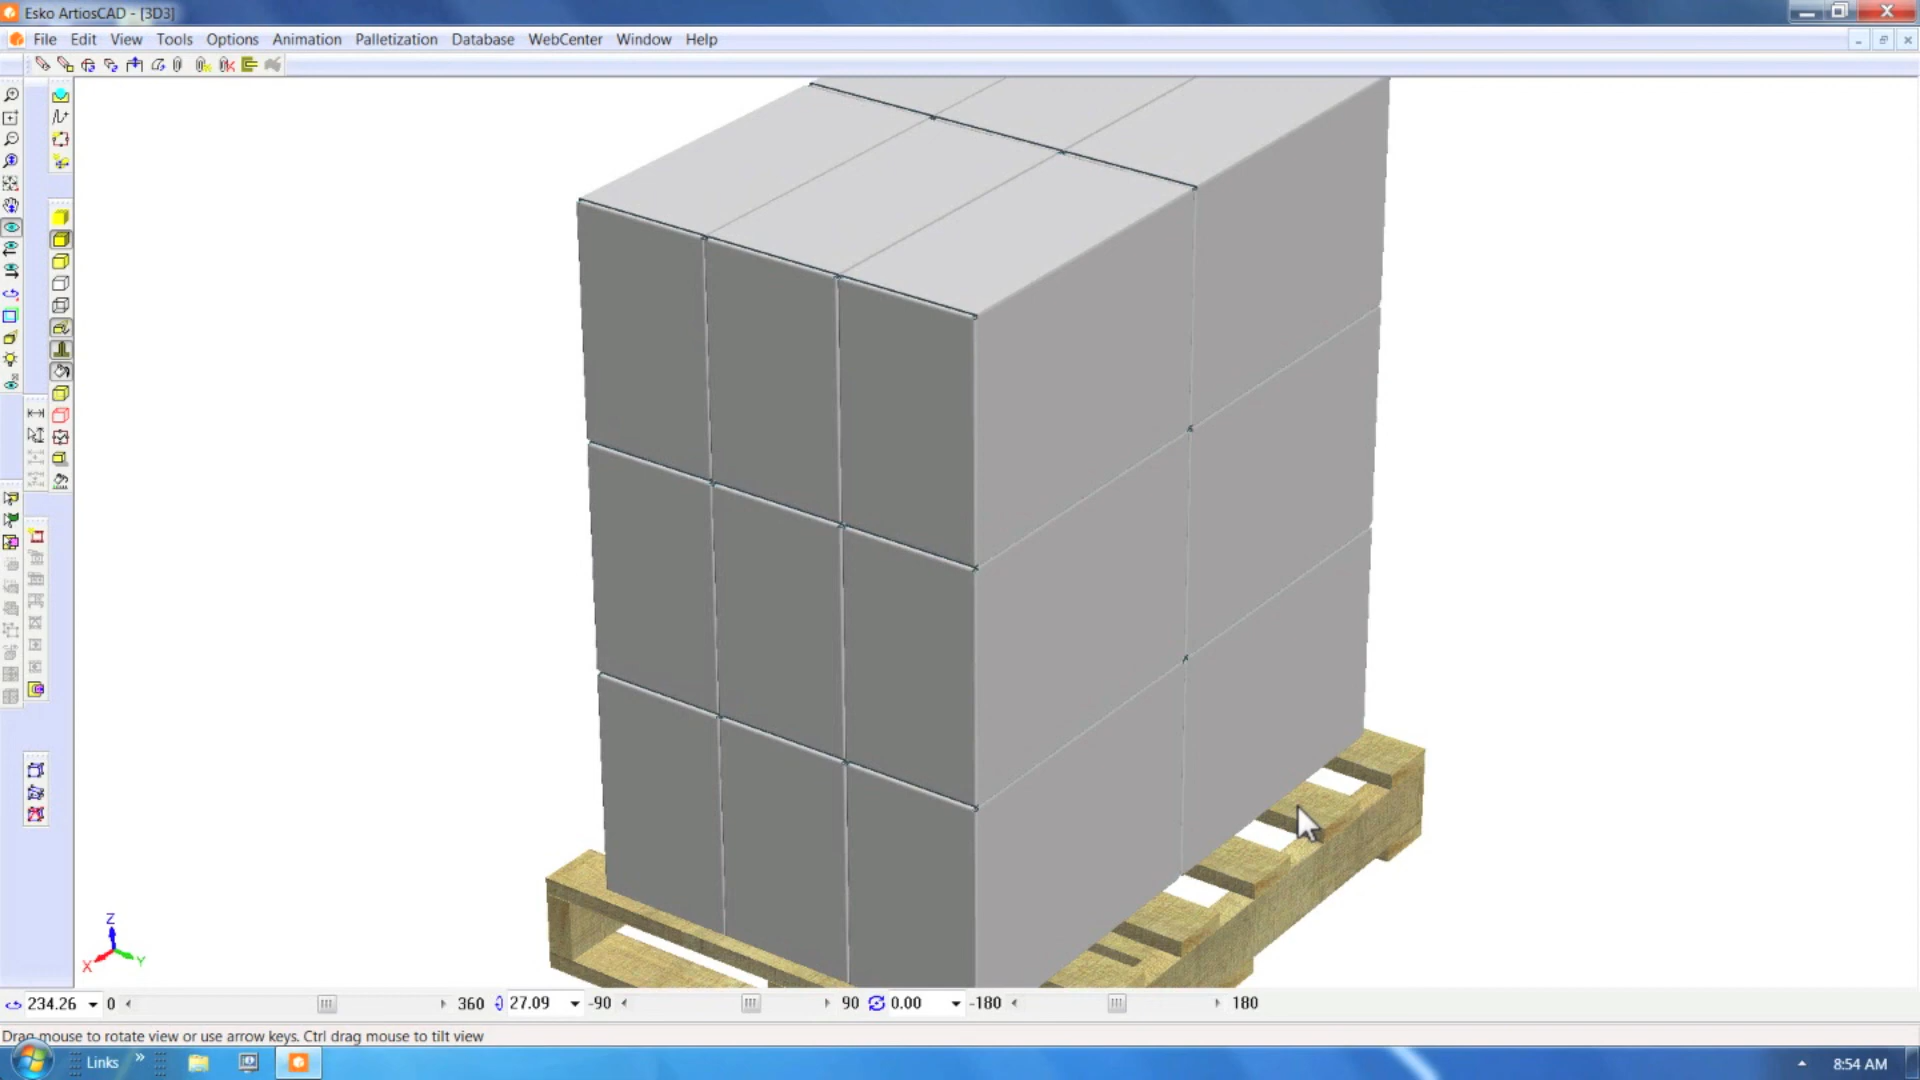 Esko ArtiosCAD - [3D3]
File Edit View Tools Options Animation Palletization Database WebCenter Window Help
Z
X Y
234.26 0 360 27.09 -90 90 0.00 -180 180
Drag mouse to rotate view or use arrow keys. Ctrl drag mouse to tilt view
Links » 8:54 AM